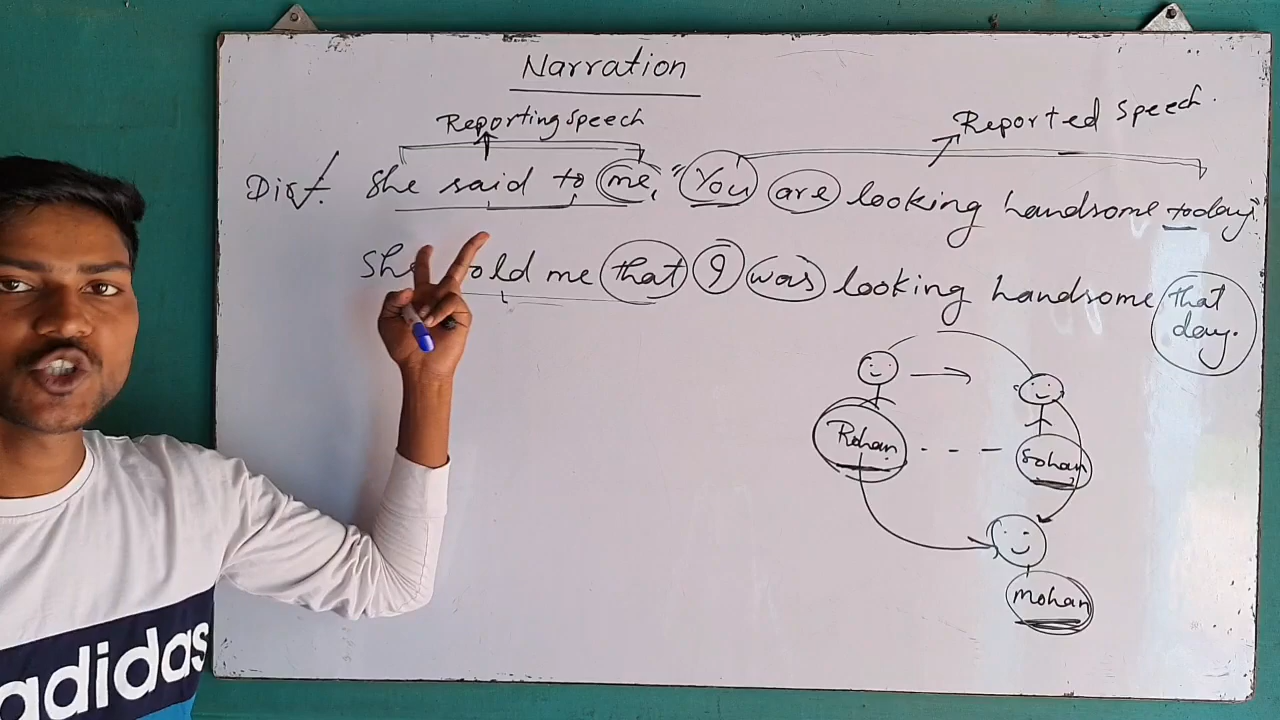 Narration
Reporting speech
Reported speech.
She said to me, "You are looking handsome today."
She told me that I was looking handsome that
day.
Rohan - - - Sohan
Mohan
adidas